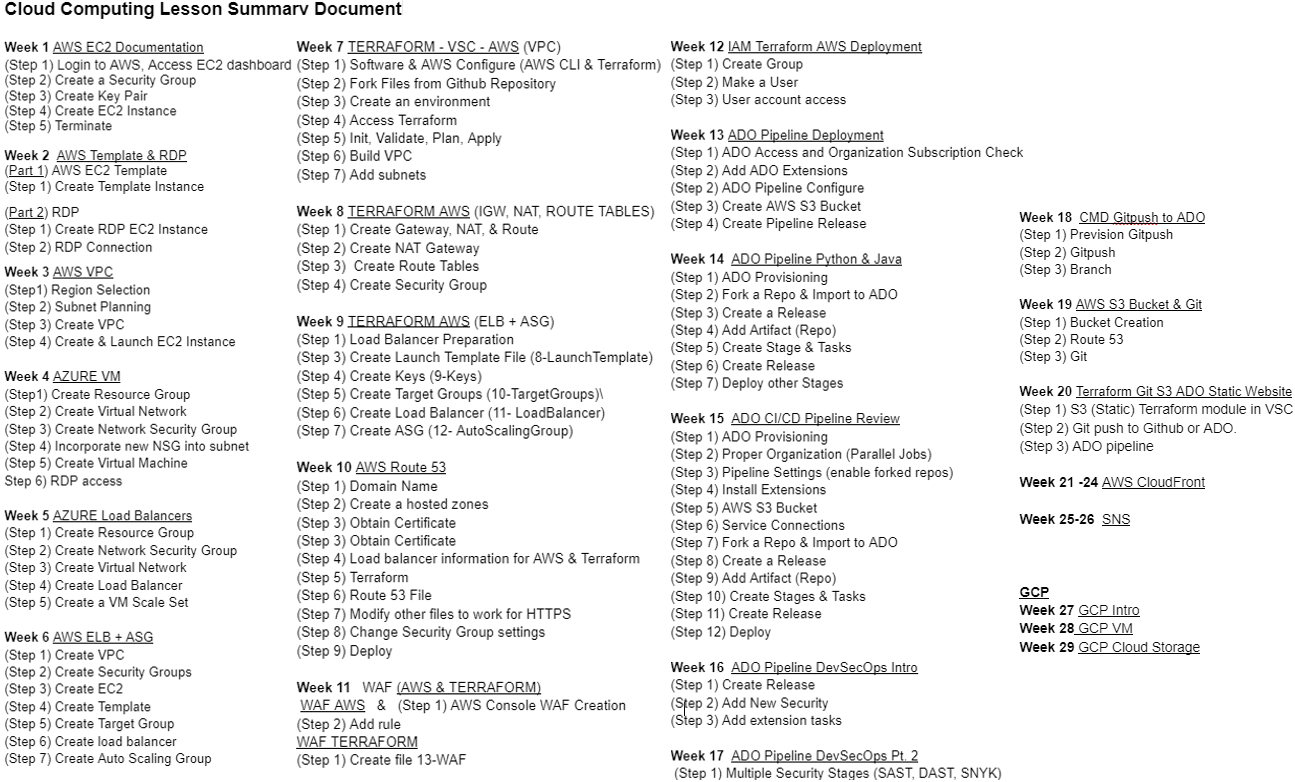 Cloud Computing Lesson Summary Document
Week 1 AWS EC2 Documentation
(Step 1) Login to AWS, Access EC2 dashboard
(Step 2) Create a Security Group
(Step 3) Create Key Pair
(Step 4) Create EC2 Instance
(Step 5) Terminate
Week 2 AWS Template & RDP
(Part 1) AWS EC2 Template
(Step 1) Create Template Instance
(Part 2) RDP
(Step 1) Create RDP EC2 Instance
(Step 2) RDP Connection
Week 3 AWS VPC
(Step1) Region Selection
(Step 2) Subnet Planning
(Step 3) Create VPC
(Step 4) Create & Launch EC2 Instance
Week 4 AZURE VM
(Step1) Create Resource Group
(Step 2) Create Virtual Network
(Step 3) Create Network Security Group
(Step 4) Incorporate new NSG into subnet
(Step 5) Create Virtual Machine
Step 6) RDP access
Week 5 AZURE Load Balancers
(Step 1) Create Resource Group
(Step 2) Create Network Security Group
(Step 3) Create Virtual Network
(Step 4) Create Load Balancer
(Step 5) Create a VM Scale Set
Week 6 AWS ELB + ASG
(Step 1) Create VPC
(Step 2) Create Security Groups
(Step 3) Create EC2
(Step 4) Create Template
(Step 5) Create Target Group
(Step 6) Create load balancer
(Step 7) Create Auto Scaling Group
Week 7 TERRAFORM - VSC - AWS (VPC)
(Step 1) Software & AWS Configure (AWS CLI & Terraform)
(Step 2) Fork Files from Github Repository
(Step 3) Create an environment
(Step 4) Access Terraform
(Step 5) Init, Validate, Plan, Apply
(Step 6) Build VPC
(Step 7) Add subnets
Week 8 TERRAFORM AWS (IGW, NAT, ROUTE TABLES)
(Step 1) Create Gateway, NAT, & Route
(Step 2) Create NAT Gateway
(Step 3) Create Route Tables
(Step 4) Create Security Group
Week 9 TERRAFORM AWS (ELB + ASG)
(Step 1) Load Balancer Preparation
(Step 3) Create Launch Template File (8-LaunchTemplate)
(Step 4) Create Keys (9-Keys)
(Step 5) Create Target Groups (10-TargetGroups)\
(Step 6) Create Load Balancer (11- LoadBalancer)
(Step 7) Create ASG (12- AutoScalingGroup)
Week 10 AWS Route 53
(Step 1) Domain Name
(Step 2) Create a hosted zones
(Step 3) Obtain Certificate
(Step 3) Obtain Certificate
(Step 4) Load balancer information for AWS & Terraform
(Step 5) Terraform
(Step 6) Route 53 File
(Step 7) Modify other files to work for HTTPS
(Step 8) Change Security Group settings
(Step 9) Deploy
Week 11 WAF (AWS & TERRAFORM)
WAF AWS & (Step 1) AWS Console WAF Creation
(Step 2) Add rule
WAF TERRAFORM
(Step 1) Create file 13-WAF
Week 12 IAM Terraform AWS Deployment
(Step 1) Create Group
(Step 2) Make a User
(Step 3) User account access
Week 13 ADO Pipeline Deployment
(Step 1) ADO Access and Organization Subscription Check
(Step 2) Add ADO Extensions
(Step 2) ADO Pipeline Configure
(Step 3) Create AWS S3 Bucket
(Step 4) Create Pipeline Release
Week 14 ADO Pipeline Python & Java
(Step 1) ADO Provisioning
(Step 2) Fork a Repo & Import to ADO
(Step 3) Create a Release
(Step 4) Add Artifact (Repo)
(Step 5) Create Stage & Tasks
(Step 6) Create Release
(Step 7) Deploy other Stages
Week 15 ADO CI/CD Pipeline Review
(Step 1) ADO Provisioning
(Step 2) Proper Organization (Parallel Jobs)
(Step 3) Pipeline Settings (enable forked repos)
(Step 4) Install Extensions
(Step 5) AWS S3 Bucket
(Step 6) Service Connections
(Step 7) Fork a Repo & Import to ADO
(Step 8) Create a Release
(Step 9) Add Artifact (Repo)
(Step 10) Create Stages & Tasks
(Step 11) Create Release
(Step 12) Deploy
Week 16 ADO Pipeline DevSecOps Intro
(Step 1) Create Release
(Step 2) Add New Security
(Step 3) Add extension tasks
Week 17 ADO Pipeline DevSecOps Pt. 2
(Step 1) Multiple Security Stages (SAST, DAST, SNYK)
Week 18 CMD Gitpush to ADO
(Step 1) Prevision Gitpush
(Step 2) Gitpush
(Step 3) Branch
Week 19 AWS S3 Bucket & Git
(Step 1) Bucket Creation
(Step 2) Route 53
(Step 3) Git
Week 20 Terraform Git S3 ADO Static Website
(Step 1) S3 (Static) Terraform module in VSC
(Step 2) Git push to Github or ADO.
(Step 3) ADO pipeline
Week 21 -24 AWS CloudFront
Week 25-26 SNS
GCP
Week 27 GCP Intro
Week 28 GCP VM
Week 29 GCP Cloud Storage